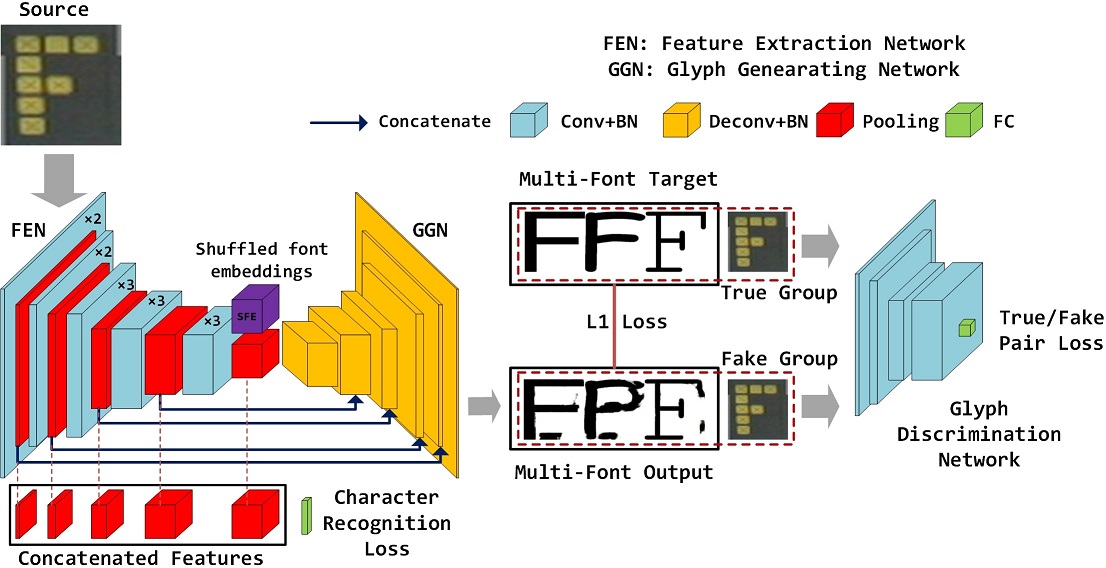 Source
FEN: Feature Extraction Network
GGN: Glyph Genearating Network
Concatenate
Conv+BN
Deconv+BN
Pooling
FC
FEN
×2
×2
×3
×3
×3
Shuffled font
embeddings
SFE
GGN
Multi-Font Target
FFF
True Group
L1 Loss
Fake Group
Multi-Font Output
True/Fake
Pair Loss
Glyph
Discrimination
Network
Character
Recognition
Loss
Concatenated Features